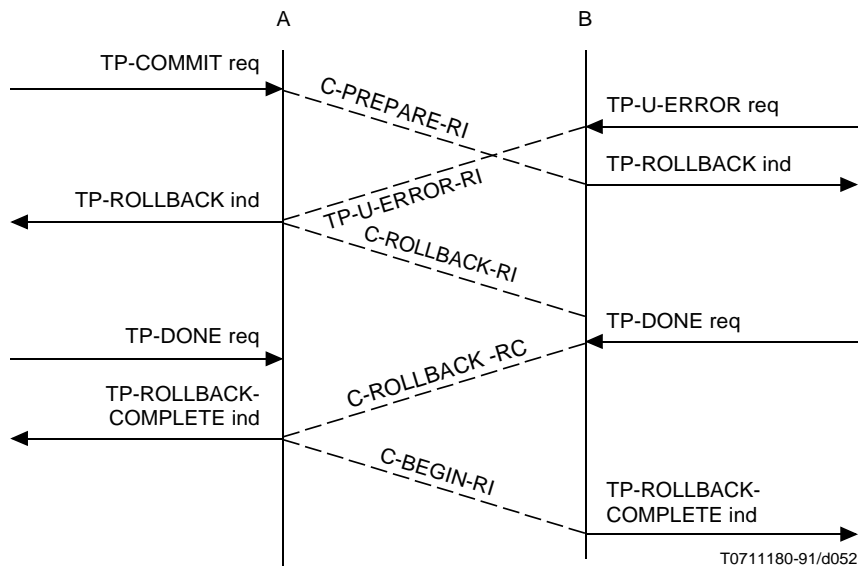 A
B
TP-COMMIT req
C-PREPARE-RI
TP-U-ERROR req
TP-ROLLBACK ind
TP-ROLLBACK ind
TP-U-ERROR-RI
C-ROLLBACK-RI
TP-DONE req
TP-DONE req
C-ROLLBACK -RC
TP-ROLLBACK-
COMPLETE ind
C-BEGIN-RI
TP-ROLLBACK-
COMPLETE ind
T0711180-91/d052